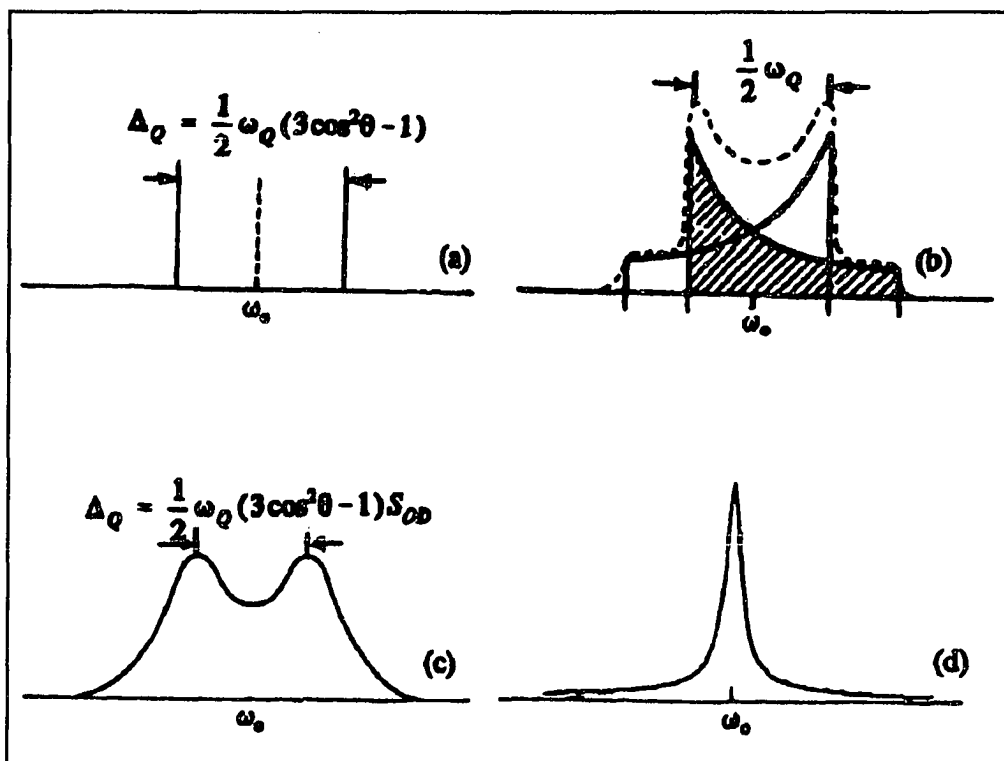 Δ_Q = 1/2 ω_Q (3cos²θ - 1)
(a)
ω_o
1/2 ω_Q
(b)
ω_o
Δ_Q = 1/2 ω_Q (3cos²θ - 1) S_OD
(c)
ω_o
(d)
ω_o